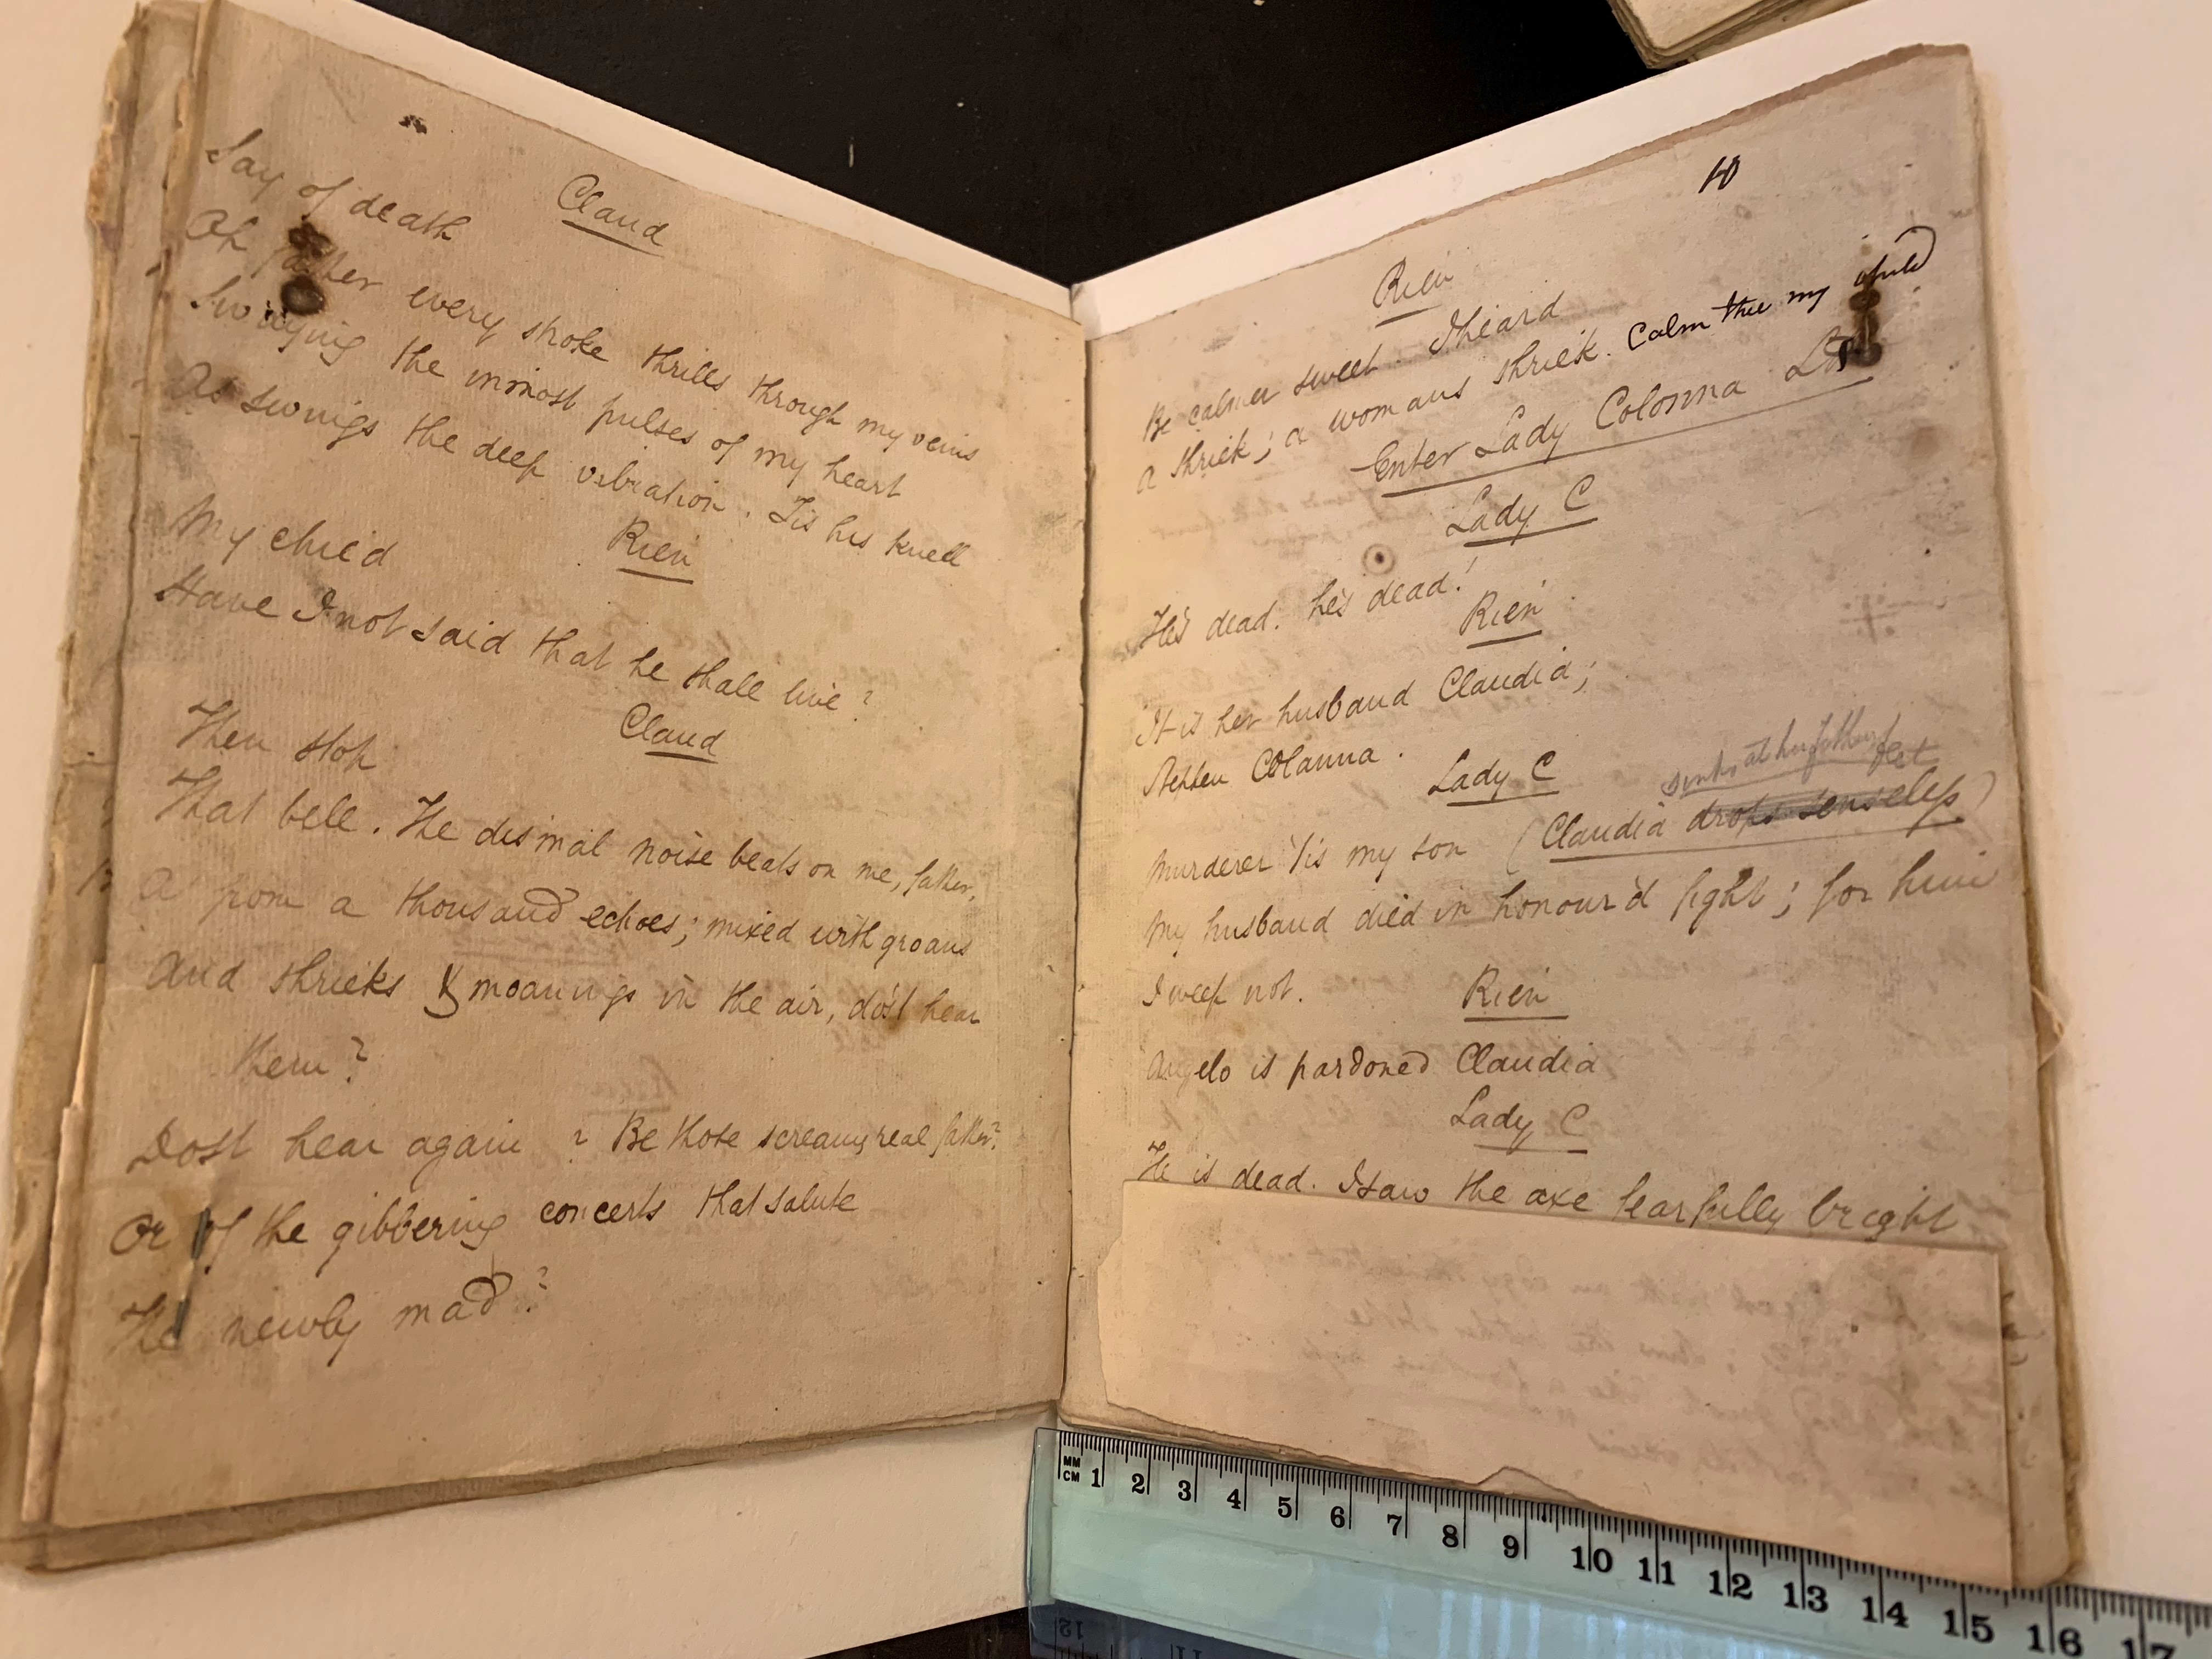 Claud
Say of death
Oh father every stroke thrills through my veins
Swaying the inmost pulses of my heart
As swings the deep vibration. Tis his knell
Rien
My child
Have I not said that he shall live?
Claud
Then stop
That bell. The dismal noise beats on me, father,
As from a thousand echoes; mixed with groans
And shrieks & moanings in the air, dost hear
them?
Dost hear again? Be those screams real father?
Or of the gibbering concerts that salute
The newly mad?
10
Rien
Be calmer sweet. I heard
a shriek; a womans shriek. Calm thee my child
Enter Lady Colonna
Lady C
He's dead. he's dead!
Rien
It is her husband Claudia;
Stephen Colonna.
Lady C
sinks at her father's feet
Murderer 'tis my son (Claudia drops senseless)
My husband died in honour'd fight; for him
I weep not.
Rien
Angelo is pardoned Claudia
Lady C
He is dead. I saw the axe fearfully bright
MM
CM 1 2 3 4 5 6 7 8 9 10 11 12 13 14 15 16 17
12 11